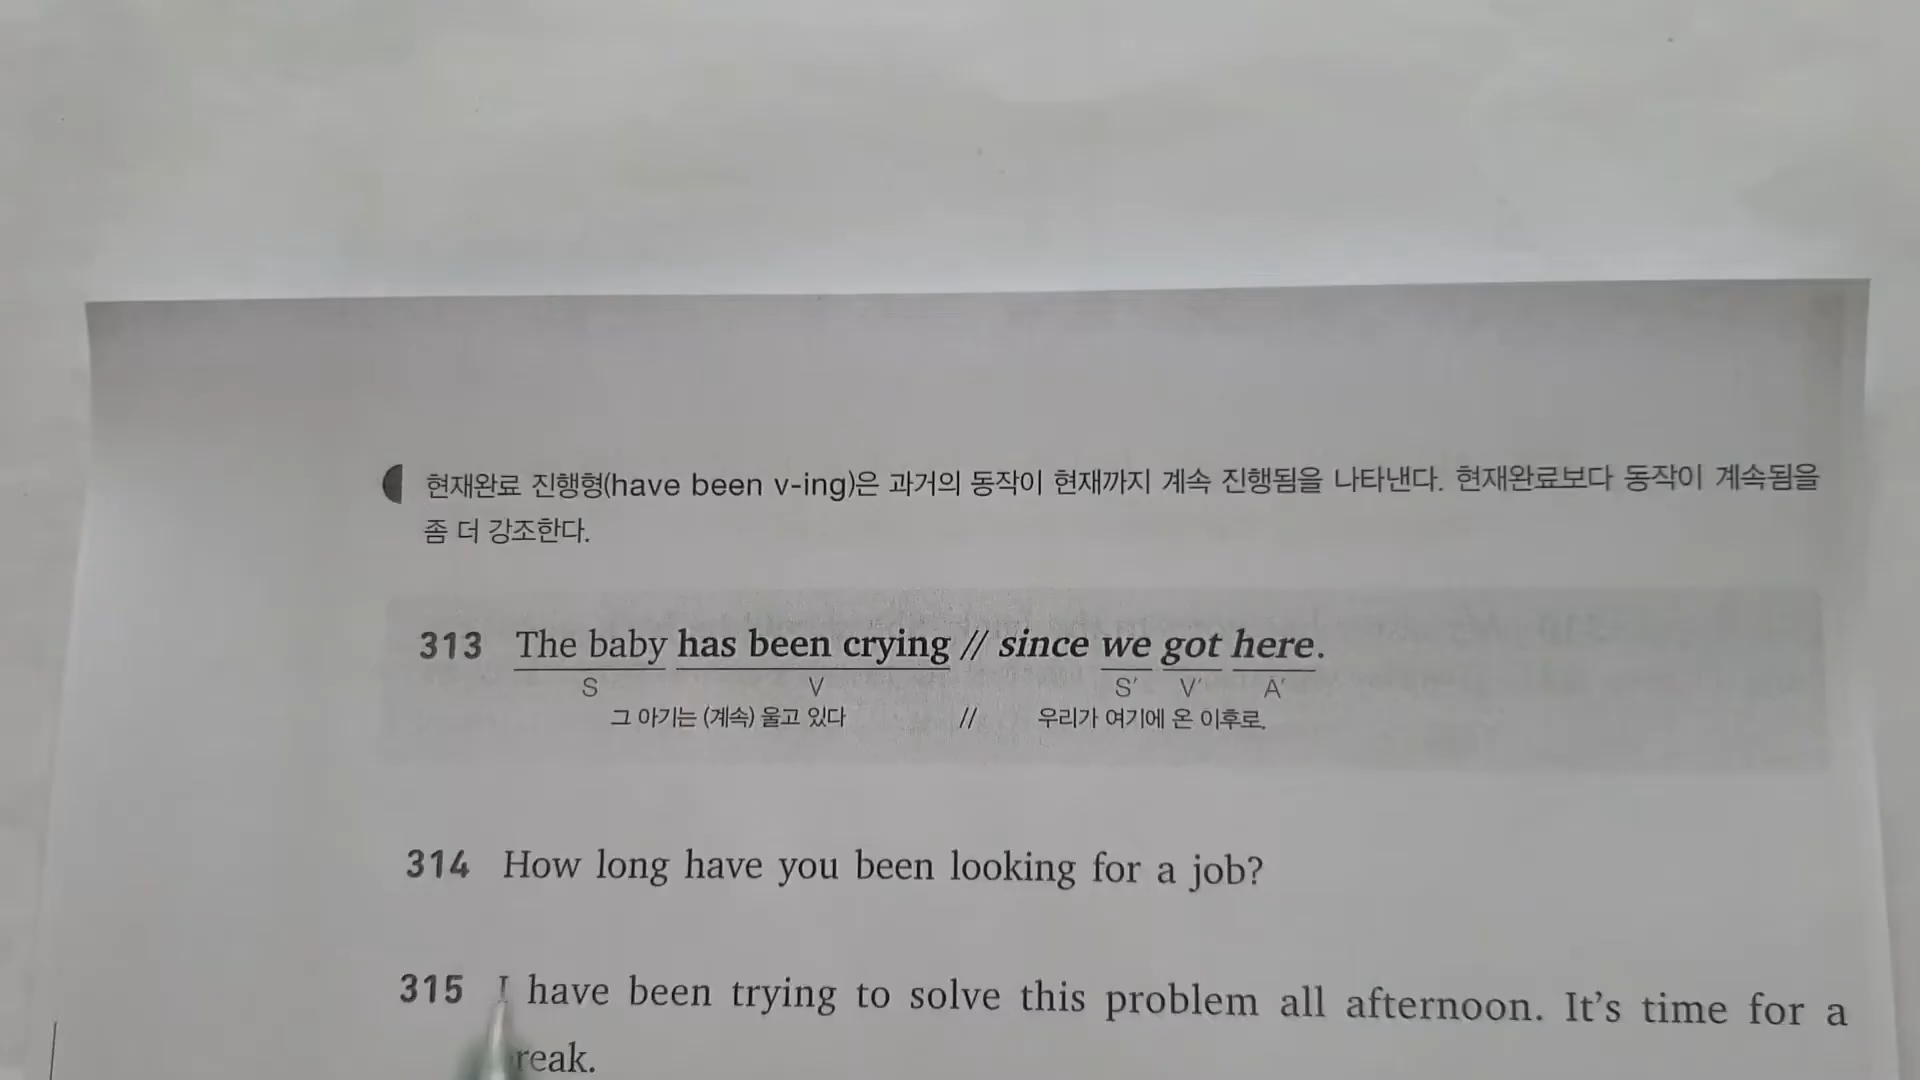 현재완료 진행형(have been v-ing)은 과거의 동작이 현재까지 계속 진행됨을 나타낸다. 현재완료보다 동작이 계속됨을
좀 더 강조한다.
313 The baby has been crying // since we got here.
S V S′ V′ A′
그 아기는 (계속) 울고 있다 // 우리가 여기에 온 이후로.
314 How long have you been looking for a job?
315 I have been trying to solve this problem all afternoon. It’s time for a
reak.